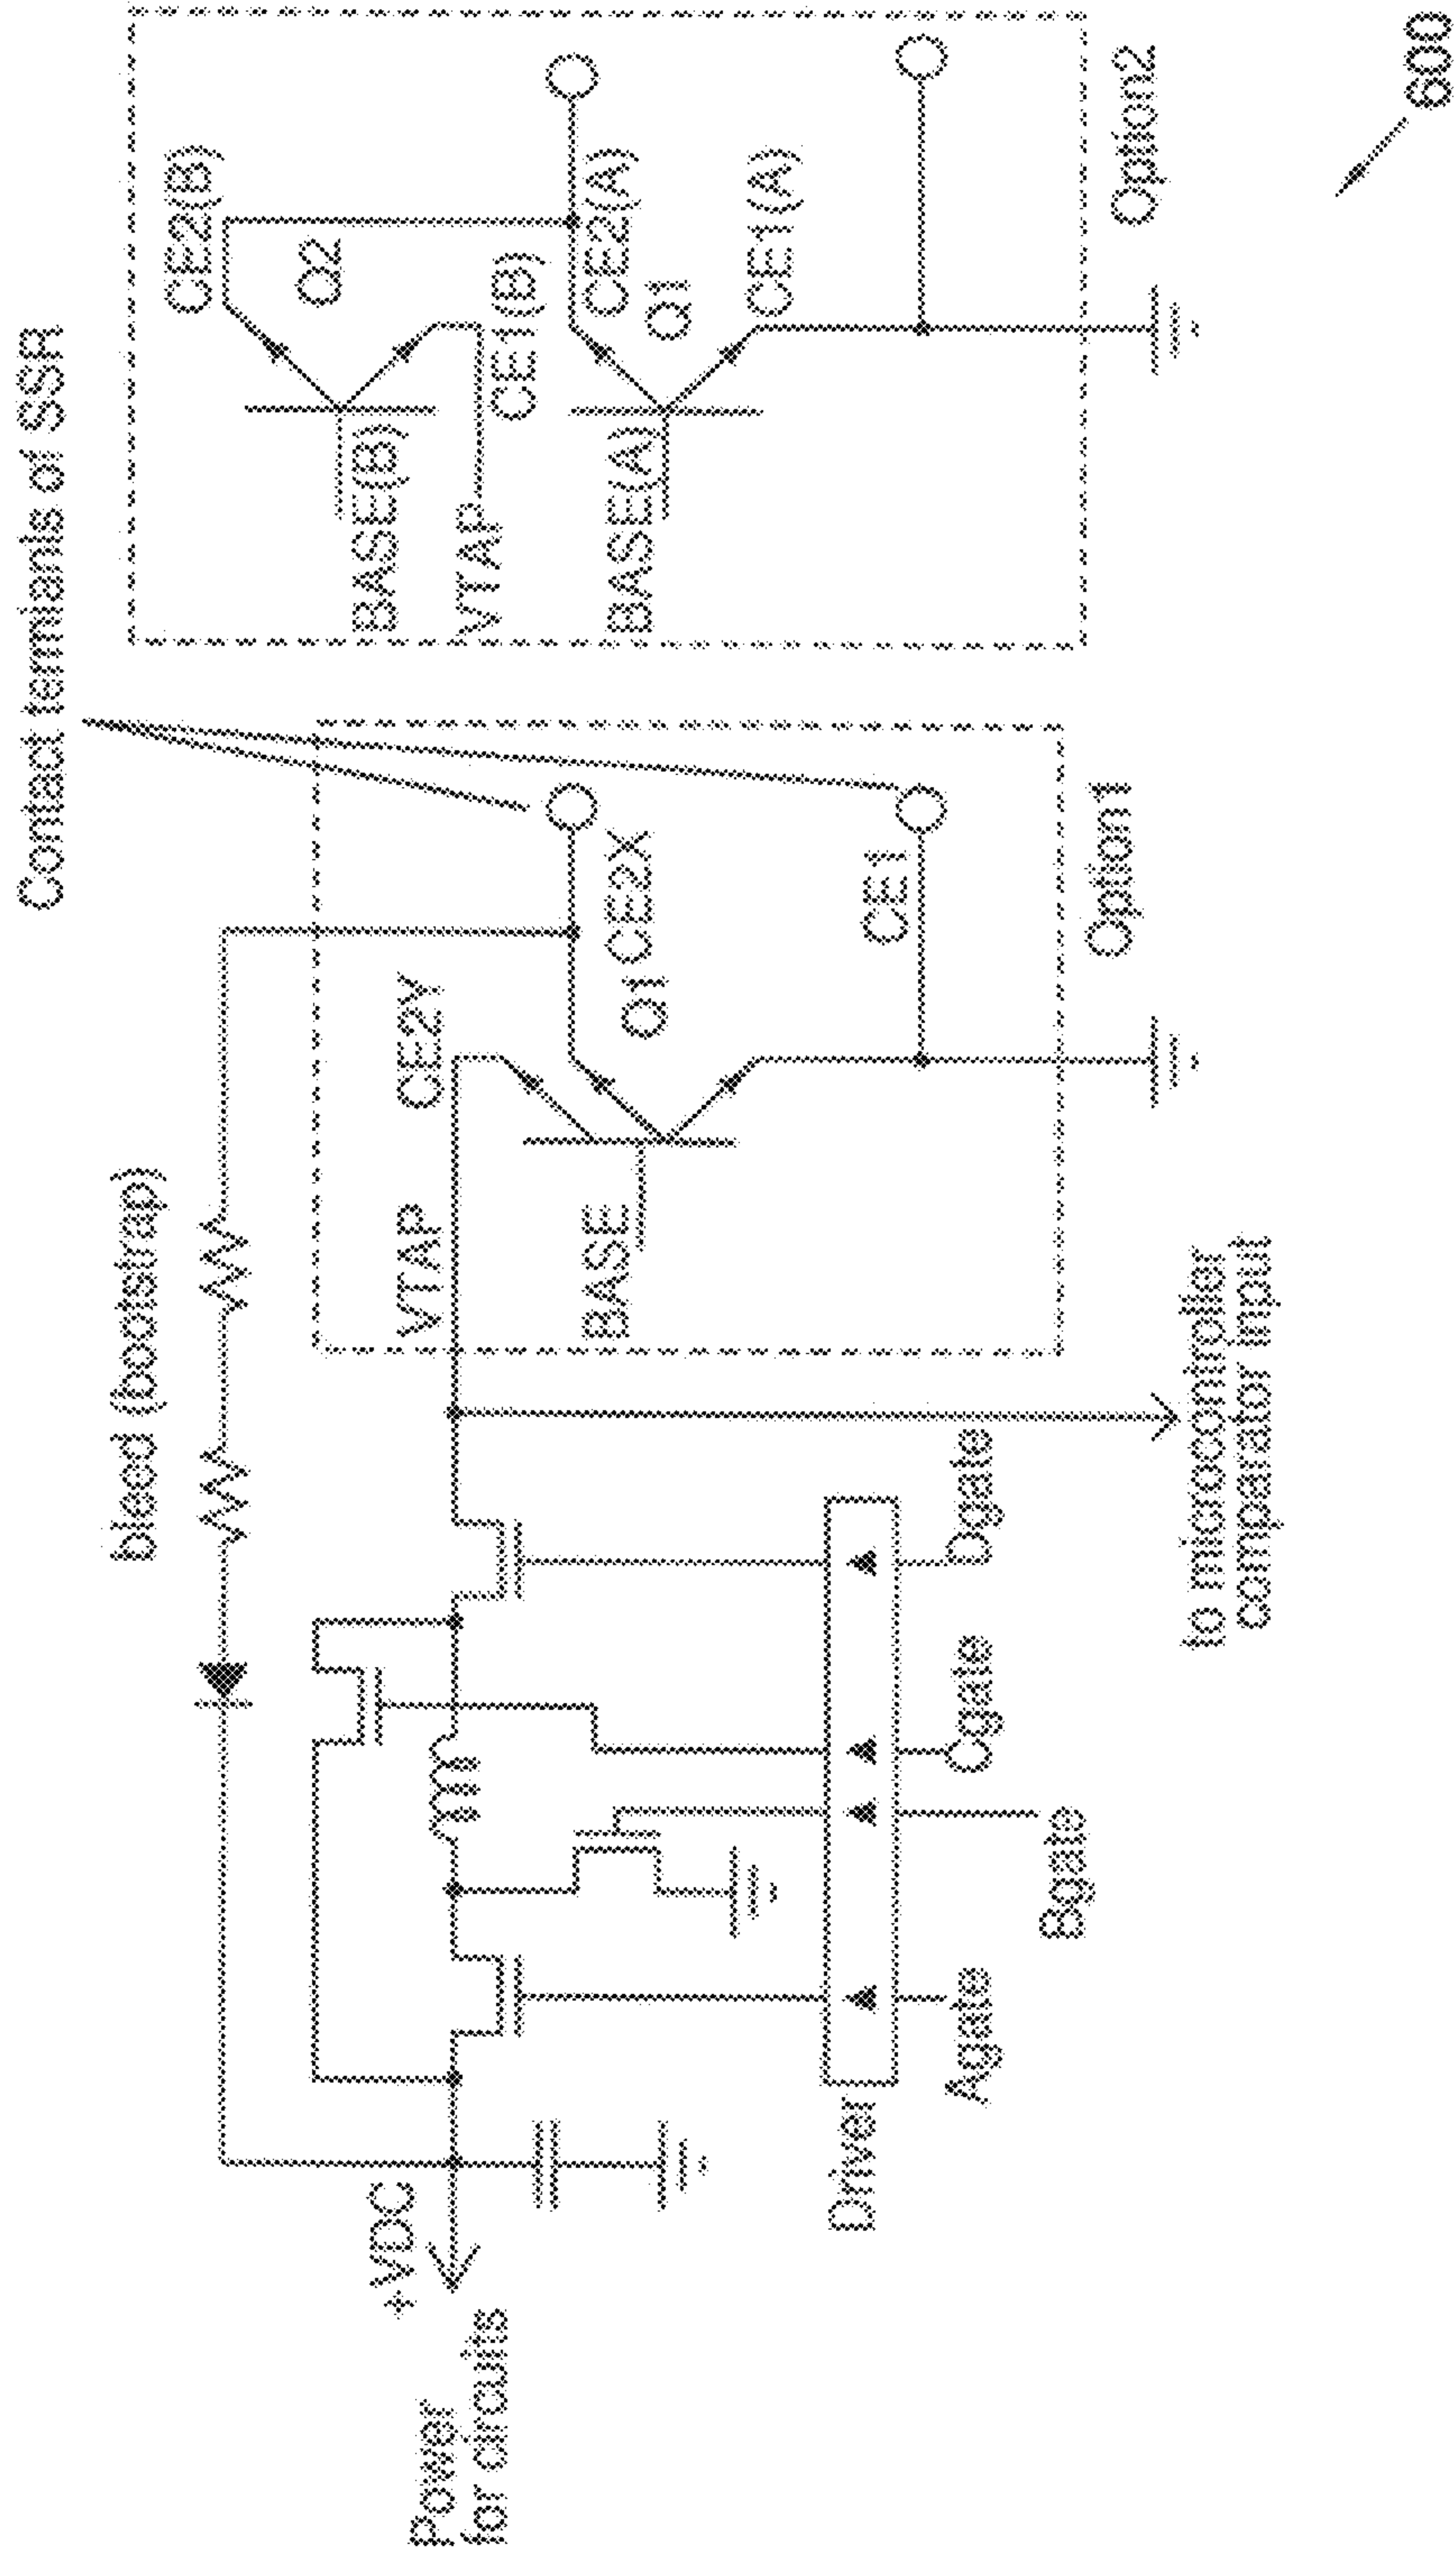 Contact termianls of SSR
bleed (bootstrap)
CE2(B)
Q2
BASE(B)
VTAP
CE1(B)
CE2(A)
Q1
BASE(A)
CE1(A)
Option2
+VDC
Power
for circuits
VTAP
CE2Y
Q1
CE2X
BASE
CE1
Option1
Driver
Agate
Bgate
Cgate
Dgate
to microcontroller
comparator input
600